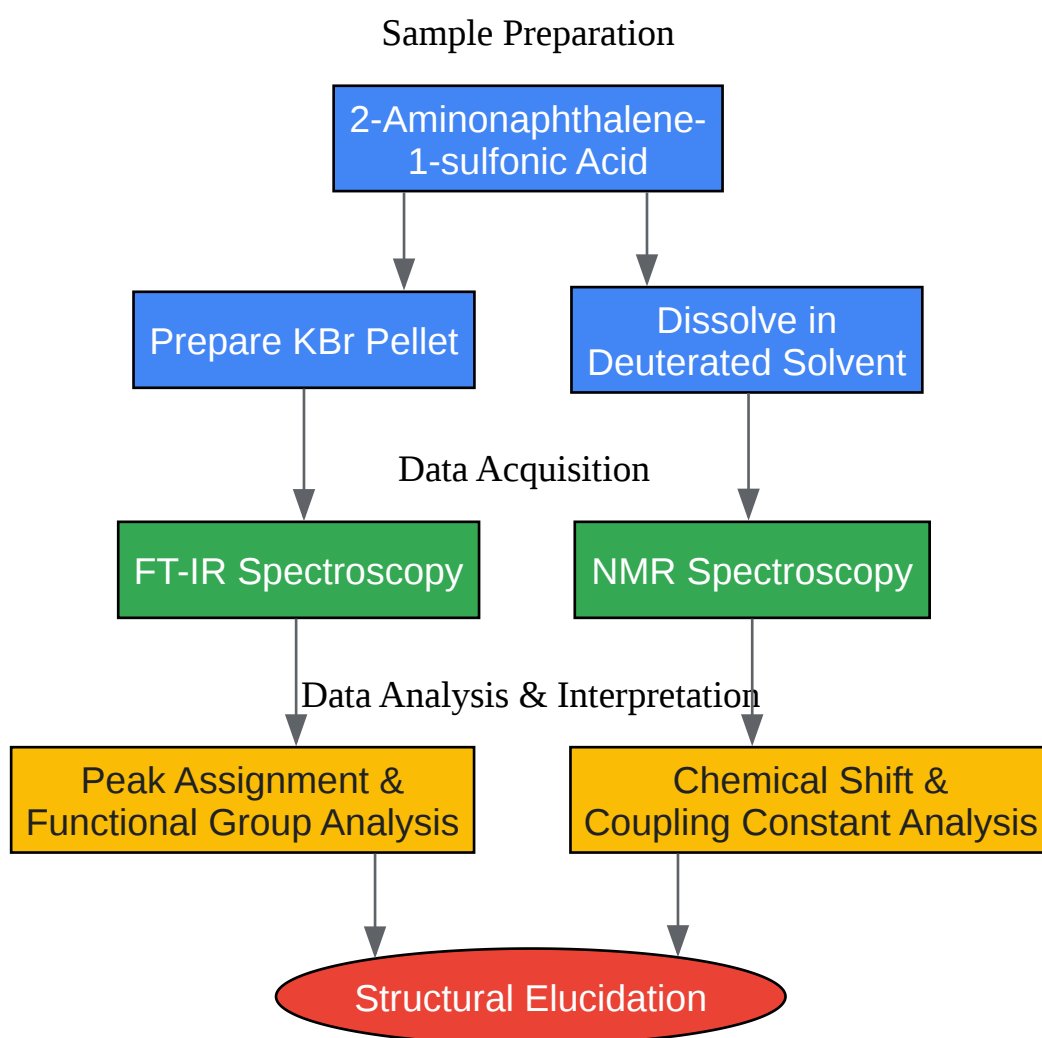 Sample Preparation
2-Aminonaphthalene-
1-sulfonic Acid
Prepare KBr Pellet
Dissolve in
Deuterated Solvent
Data Acquisition
FT-IR Spectroscopy
NMR Spectroscopy
Data Analysis & Interpretation
Peak Assignment &
Functional Group Analysis
Chemical Shift &
Coupling Constant Analysis
Structural Elucidation